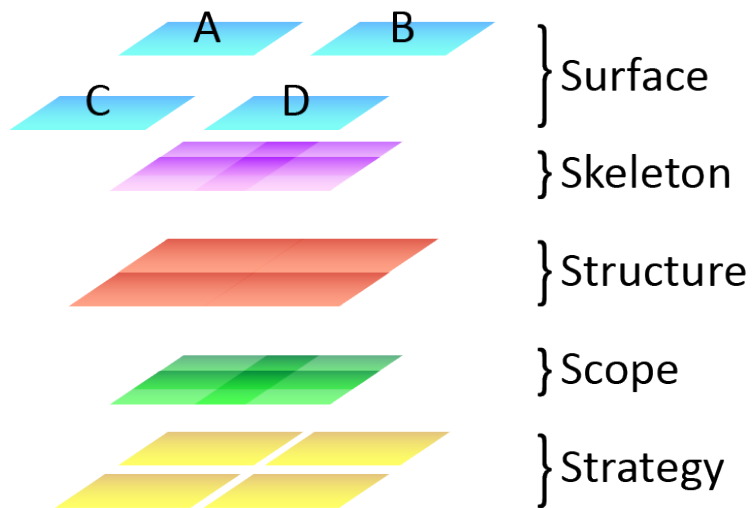 A
B
Surface
C
D
Skeleton
Structure
Scope
Strategy